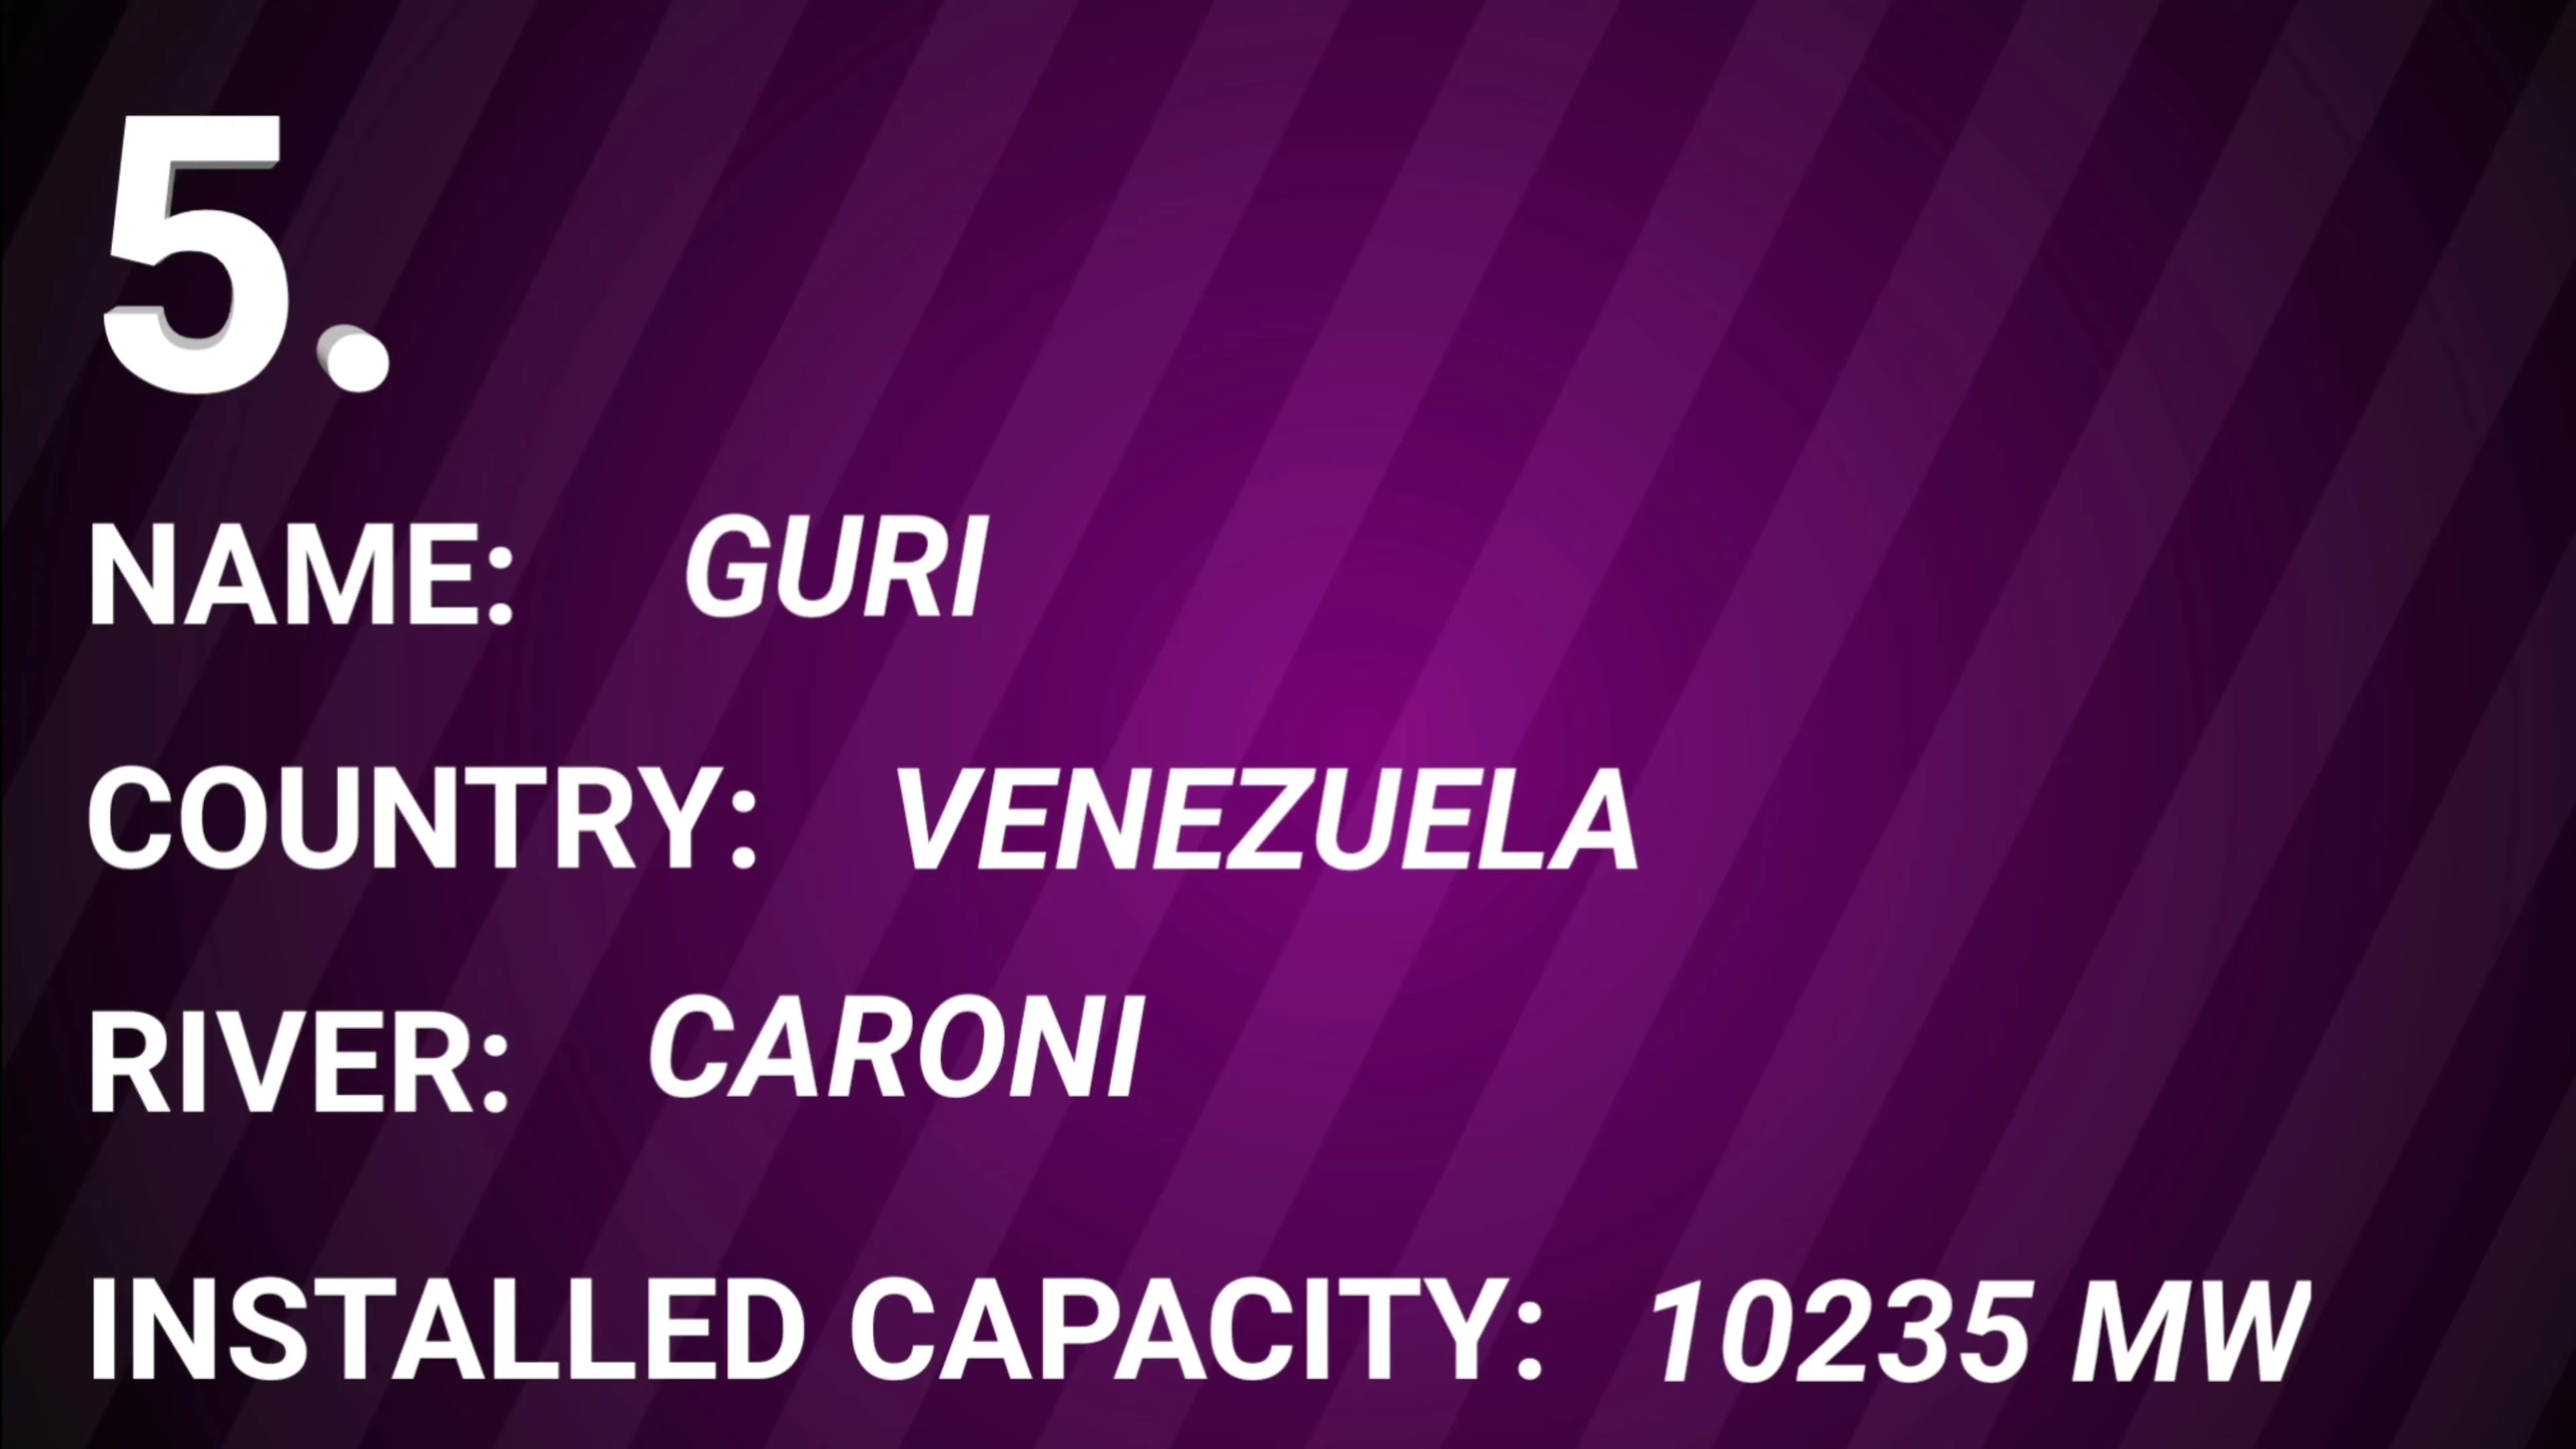 5.
NAME: GURI
COUNTRY: VENEZUELA
RIVER: CARONI
INSTALLED CAPACITY: 10235 MW